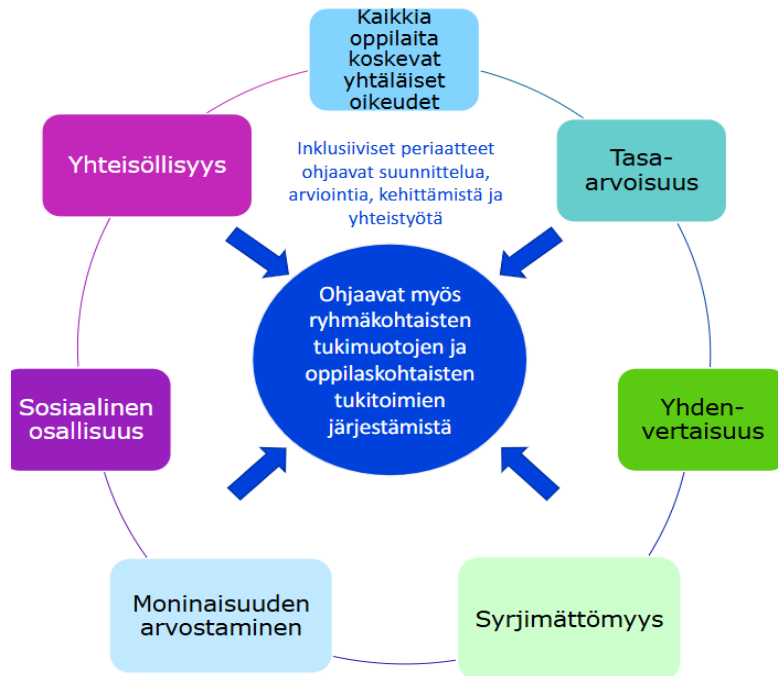 Kaikkia
oppilaita
koskevat
yhtäläiset
oikeudet
Yhteisöllisyys
Inklusiiviset periaatteet
ohjaavat suunnittelua,
arviointia, kehittämistä ja
yhteistyötä
Tasa-
arvoisuus
Ohjaavat myös
ryhmäkohtaisten
tukimuotojen ja
oppilaskohtaisten
tukitoimien
järjestämistä
Sosiaalinen
osallisuus
Yhden-
vertaisuus
Moninaisuuden
arvostaminen
Syrjimättömyys